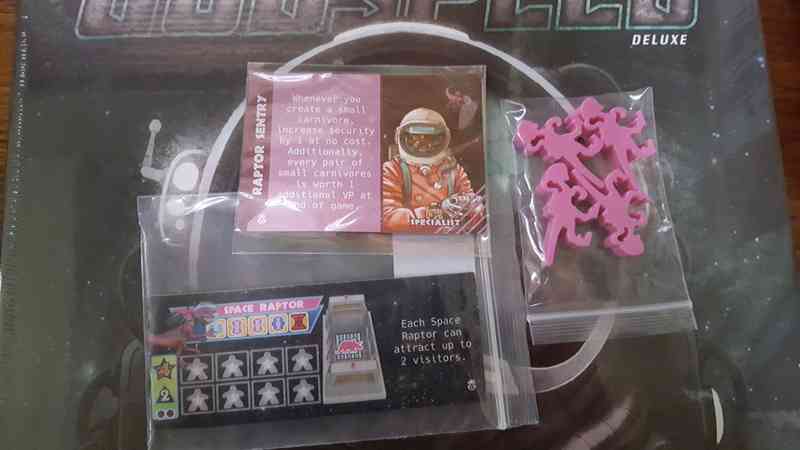 GODSPEED
DELUXE
RAPTOR SENTRY
Whenever you
create a small
carnivore,
increase security
by 1 at no cost.
Additionally,
every pair of
small carnivores
is worth 1
additional VP at
end of game.
SPECIALIST
SPACE RAPTOR
Each Space
Raptor can
attract up to
2 visitors.
2